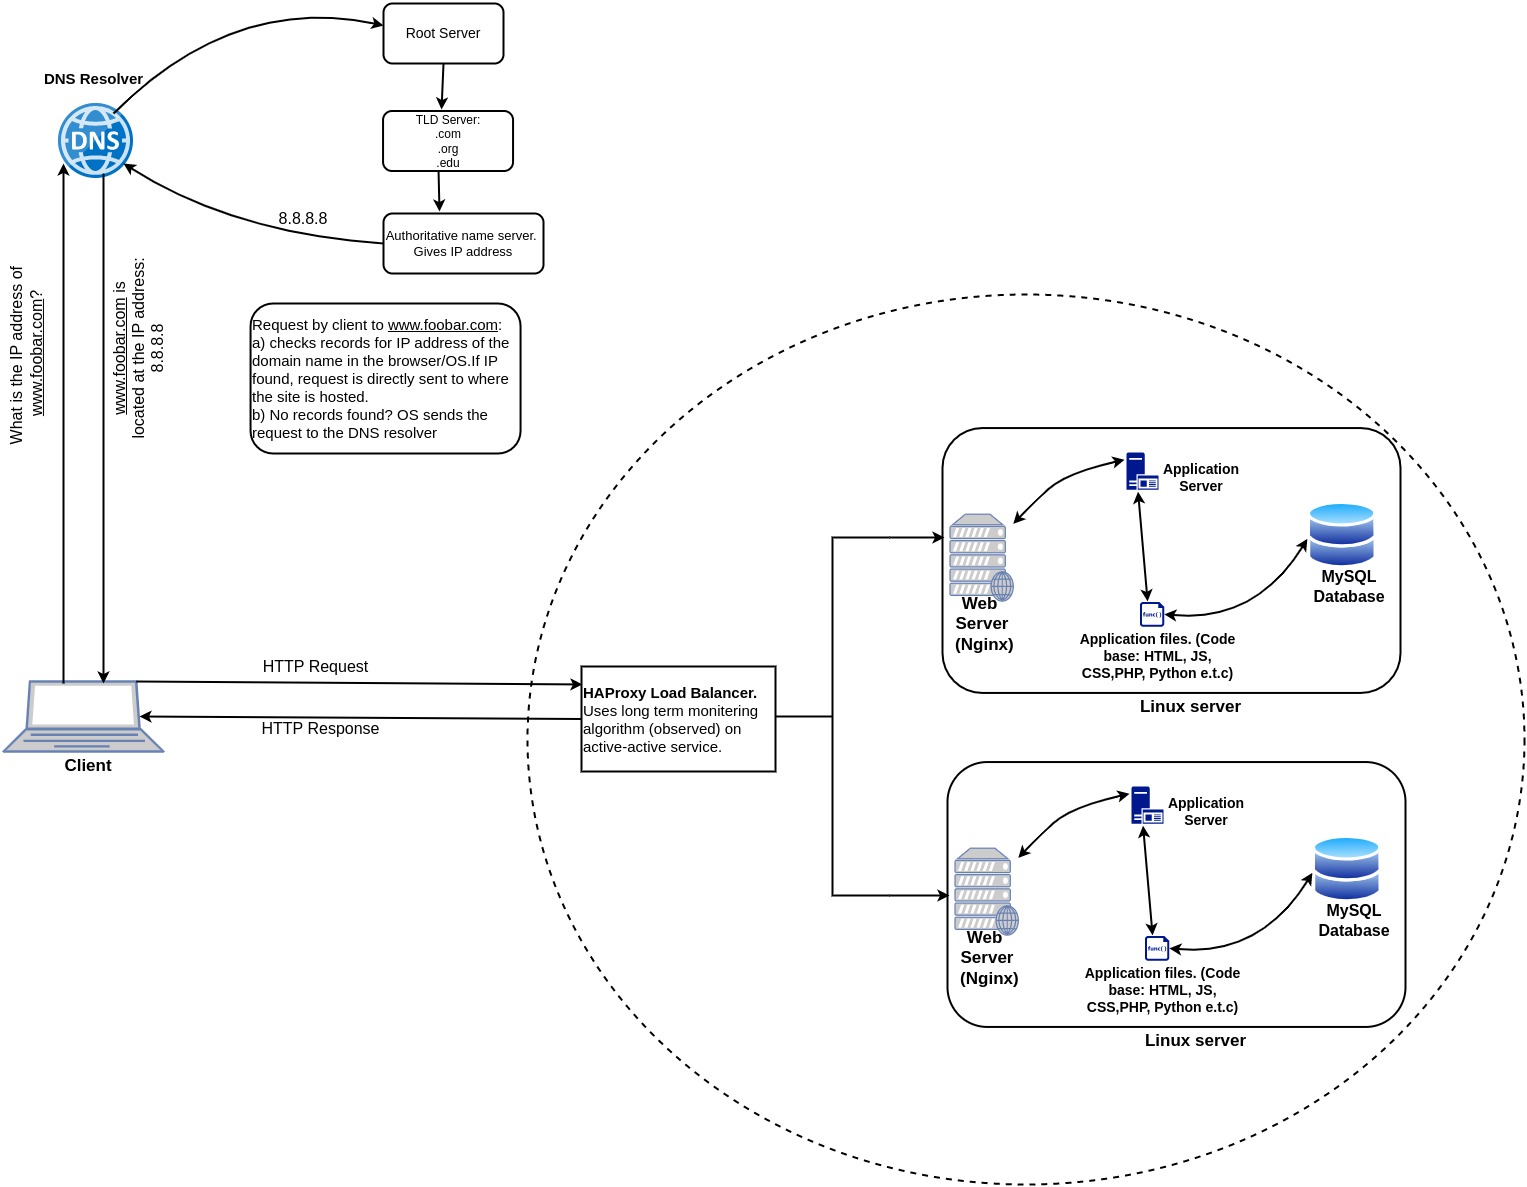 Root Server
DNS Resolver
DNS
TLD Server:
.com
.org
.edu
8.8.8.8
Authoritative name server.
Gives IP address
What is the IP address of
www.foobar.com?
www.foobar.com is
located at the IP address:
8.8.8.8
Request by client to www.foobar.com:
a) checks records for IP address of the
domain name in the browser/OS.If IP
found, request is directly sent to where
the site is hosted.
b) No records found? OS sends the
request to the DNS resolver
HTTP Request
HTTP Response
Client
HAProxy Load Balancer.
Uses long term monitering
algorithm (observed) on
active-active service.
Application
Server
Web
Server
(Nginx)
func()
Application files. (Code
base: HTML, JS,
CSS,PHP, Python e.t.c)
MySQL
Database
Linux server
Application
Server
Web
Server
(Nginx)
func()
Application files. (Code
base: HTML, JS,
CSS,PHP, Python e.t.c)
MySQL
Database
Linux server